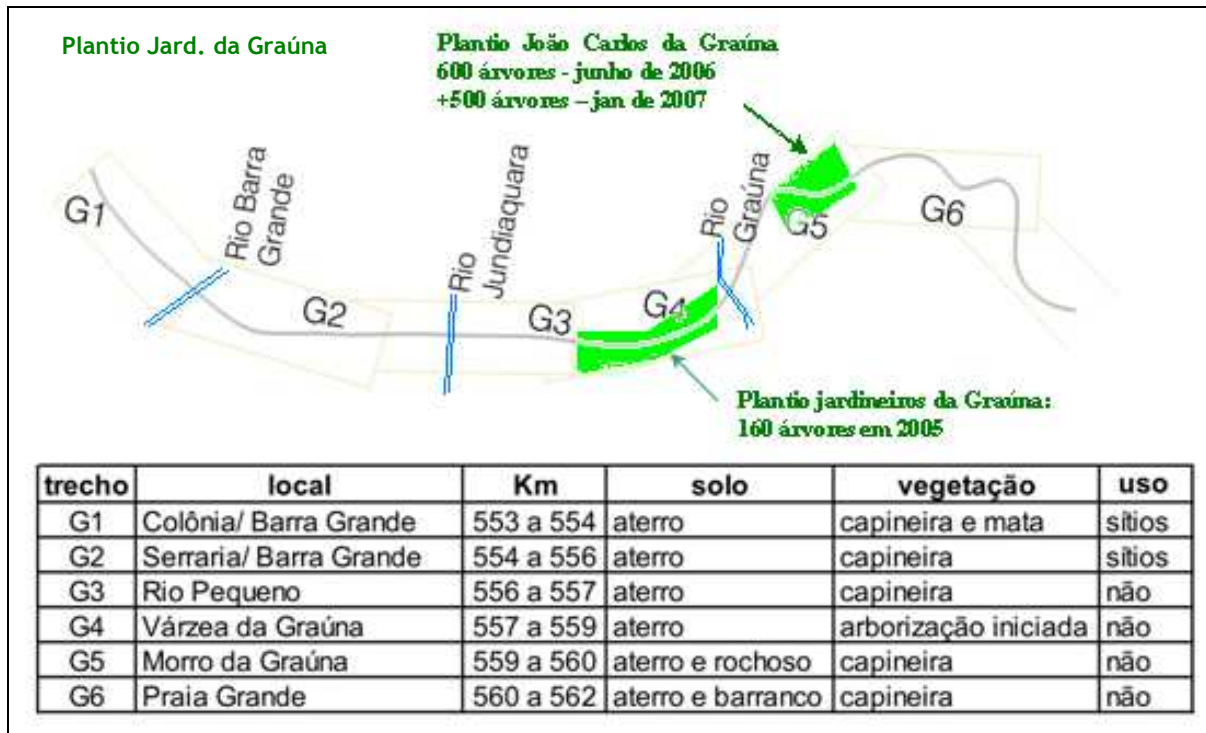 Plantio Jard. da Graúna
Plantio João Carlos da Graúna
600 árvores - junho de 2006
+500 árvores – jan de 2007
G1
Rio Barra
Grande
G2
Rio
Jundiaquara
G3
G4
Rio
Graúna
G5
G6
Plantio jardineiros da Graúna:
160 árvores em 2005
trecho local Km solo vegetação uso
G1 Colônia/ Barra Grande 553 a 554 aterro capineira e mata sítios
G2 Serraria/ Barra Grande 554 a 556 aterro capineira sítios
G3 Rio Pequeno 556 a 557 aterro capineira não
G4 Várzea da Graúna 557 a 559 aterro arborização iniciada não
G5 Morro da Graúna 559 a 560 aterro e rochoso capineira não
G6 Praia Grande 560 a 562 aterro e barranco capineira não